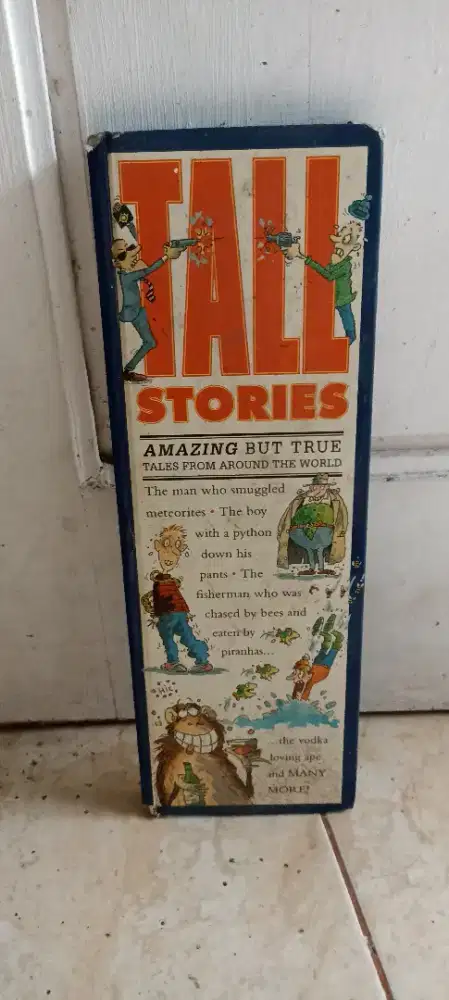 TALL
STORIES
AMAZING BUT TRUE
TALES FROM AROUND THE WORLD
The man who smuggled
meteorites • The boy
with a python
down his
pants • The
fisherman who was
chased by bees and
eaten by
piranhas...
HIC
...the vodka
loving ape
and MANY
MORE!